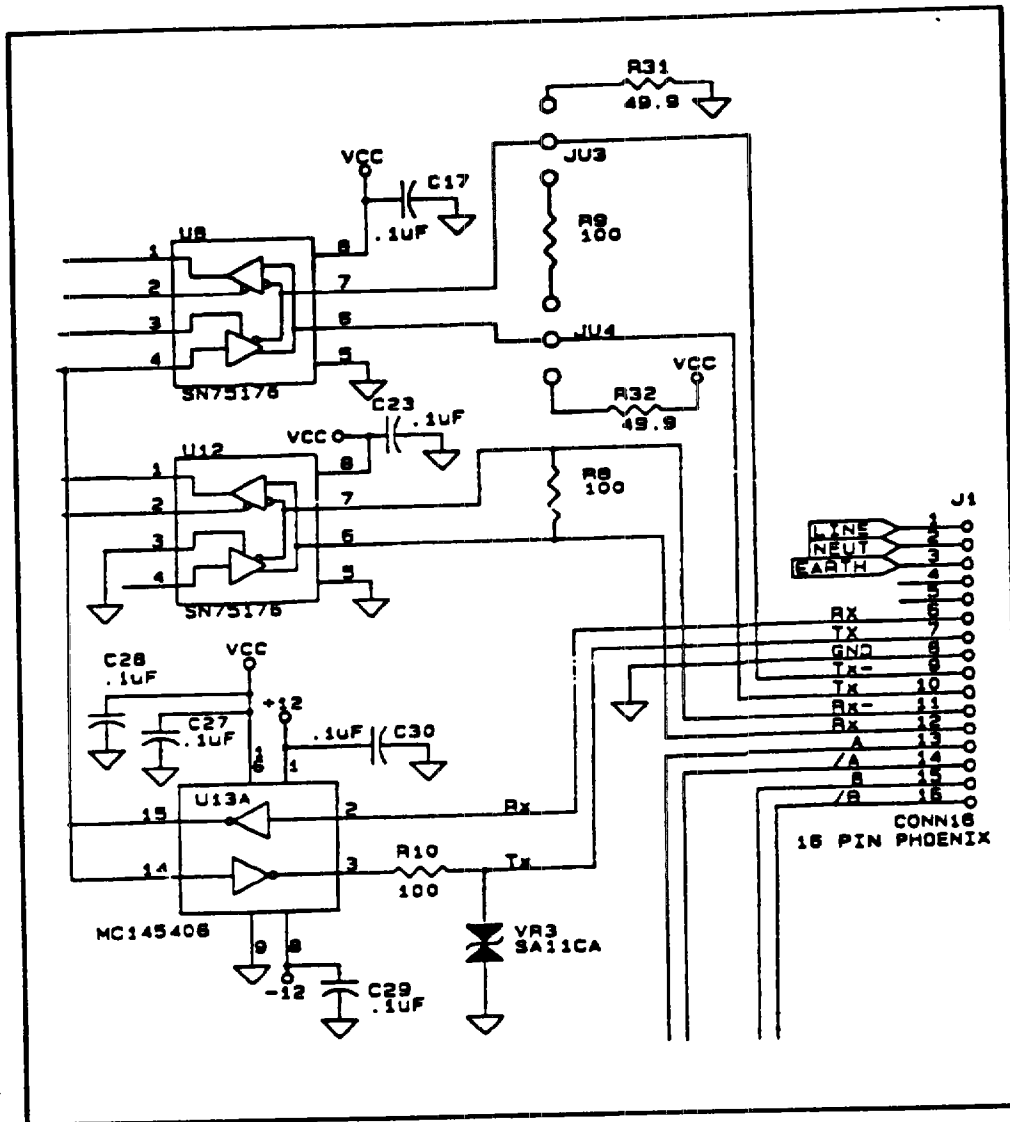 R31
49.9
JU3
VCC
C17
.1uF
R9
100
1
2
3
4
8
7
6
5
SN75176
JU4
VCC
R32
49.9
C23
.1uF
VCC
U12
1
2
3
4
8
7
6
5
SN75176
R8
100
J1
LINE 1
NEUT 2
EARTH 3
4
5
RX 6
TX 7
GND 8
Tx- 9
Tx 10
Rx- 11
Rx 12
A 13
/A 14
B 15
/B 16
CONN16
16 PIN PHOENIX
VCC
C28
.1uF
C27
.1uF
+12
.1uF
C30
16
1
U13A
15
2
Rx
14
3
R10
100
Tx
MC145406
9
8
-12
C29
.1uF
VR3
SA11CA